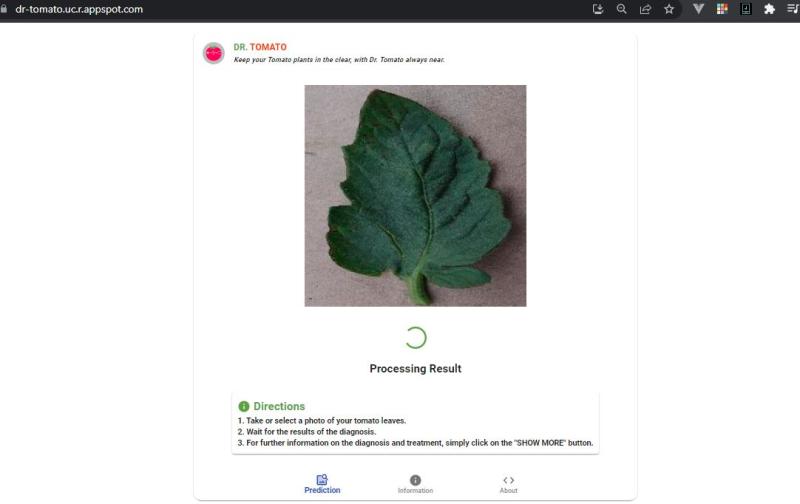 dr-tomato.uc.r.appspot.com
DR. TOMATO
Keep your Tomato plants in the clear, with Dr. Tomato always near.
Processing Result
Directions
1. Take or select a photo of your tomato leaves.
2. Wait for the results of the diagnosis.
3. For further information on the diagnosis and treatment, simply click on the "SHOW MORE" button.
Prediction
Information
About